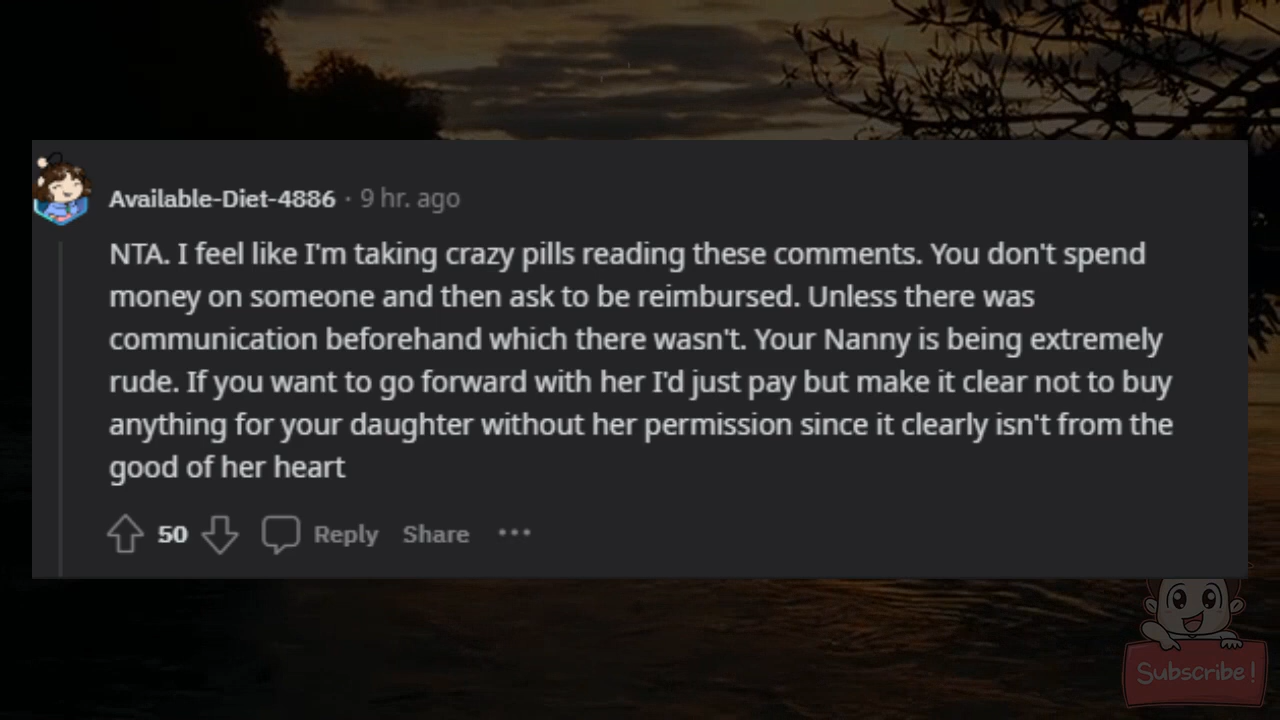 Available-Diet-4886 · 9 hr. ago
NTA. I feel like I'm taking crazy pills reading these comments. You don't spend
money on someone and then ask to be reimbursed. Unless there was
communication beforehand which there wasn't. Your Nanny is being extremely
rude. If you want to go forward with her I'd just pay but make it clear not to buy
anything for your daughter without her permission since it clearly isn't from the
good of her heart
50 Reply Share ···
Subscribe!